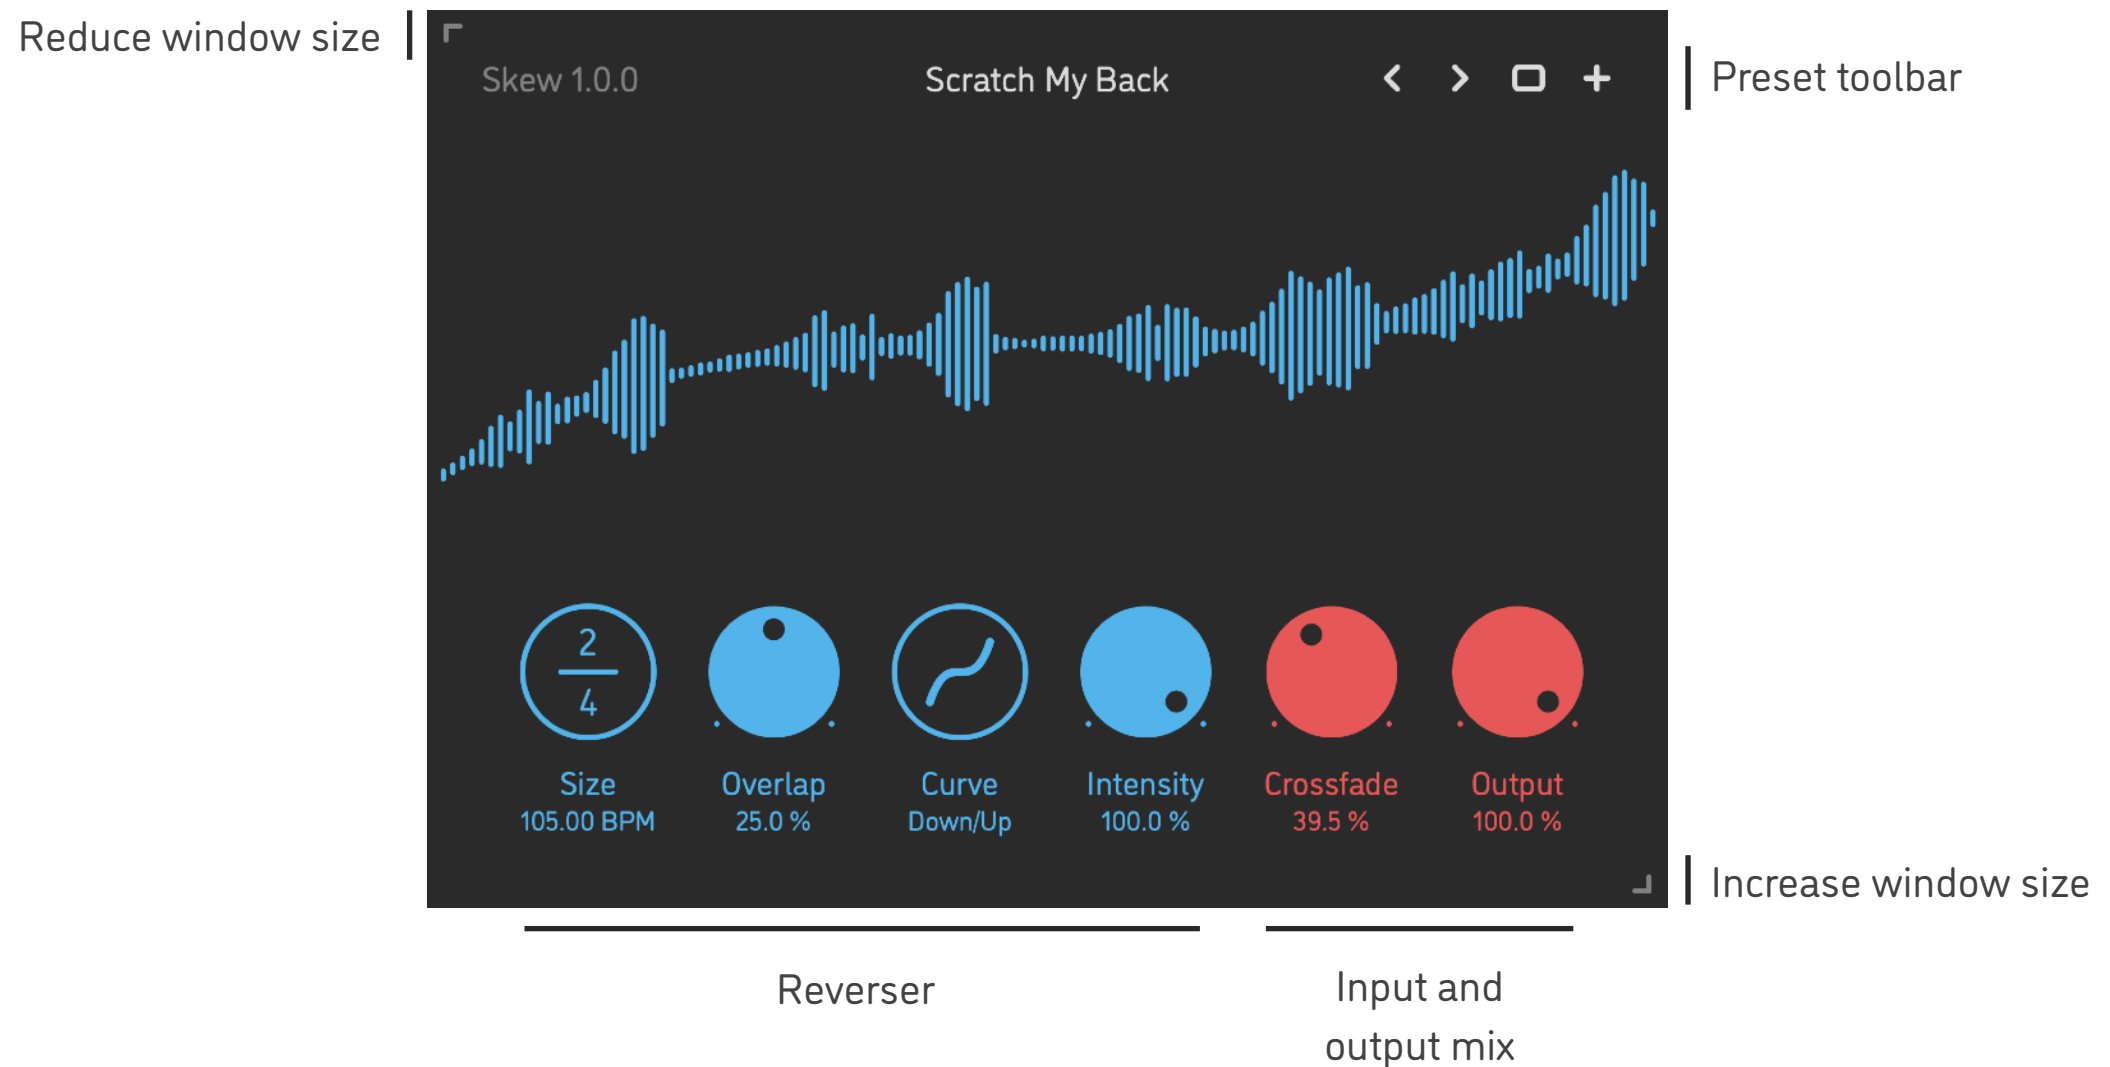 Reduce window size
Skew 1.0.0
Scratch My Back
Preset toolbar
2
4
Size
105.00 BPM
Overlap
25.0 %
Curve
Down/Up
Intensity
100.0 %
Crossfade
39.5 %
Output
100.0 %
Increase window size
Reverser
Input and
output mix